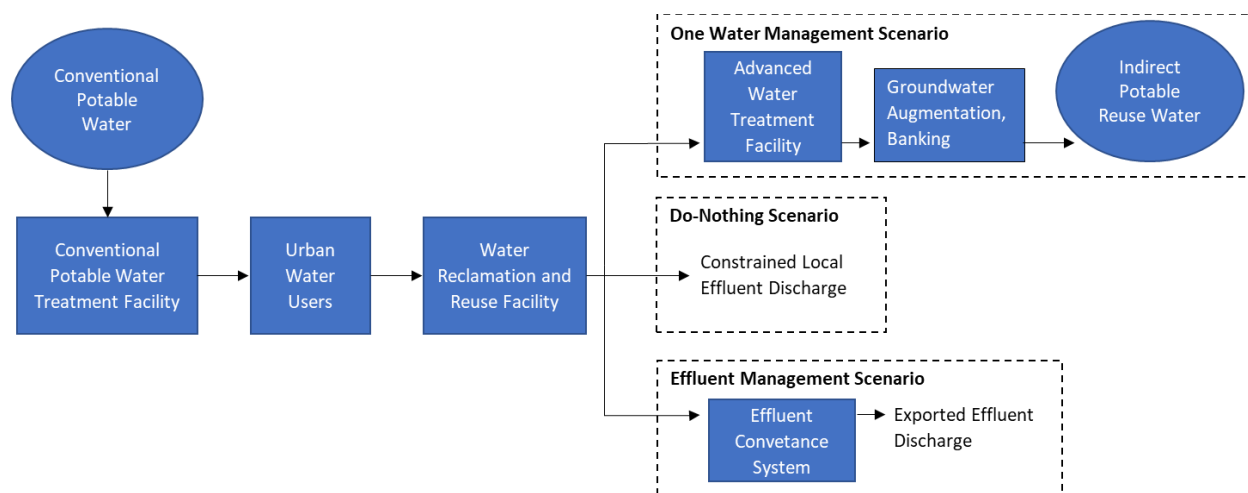 Conventional
Potable
Water
Conventional
Potable Water
Treatment Facility
Urban
Water
Users
Water
Reclamation and
Reuse Facility
One Water Management Scenario
Advanced
Water
Treatment
Facility
Groundwater
Augmentation,
Banking
Indirect
Potable
Reuse Water
Do-Nothing Scenario
Constrained Local
Effluent Discharge
Effluent Management Scenario
Effluent
Convetance
System
Exported Effluent
Discharge